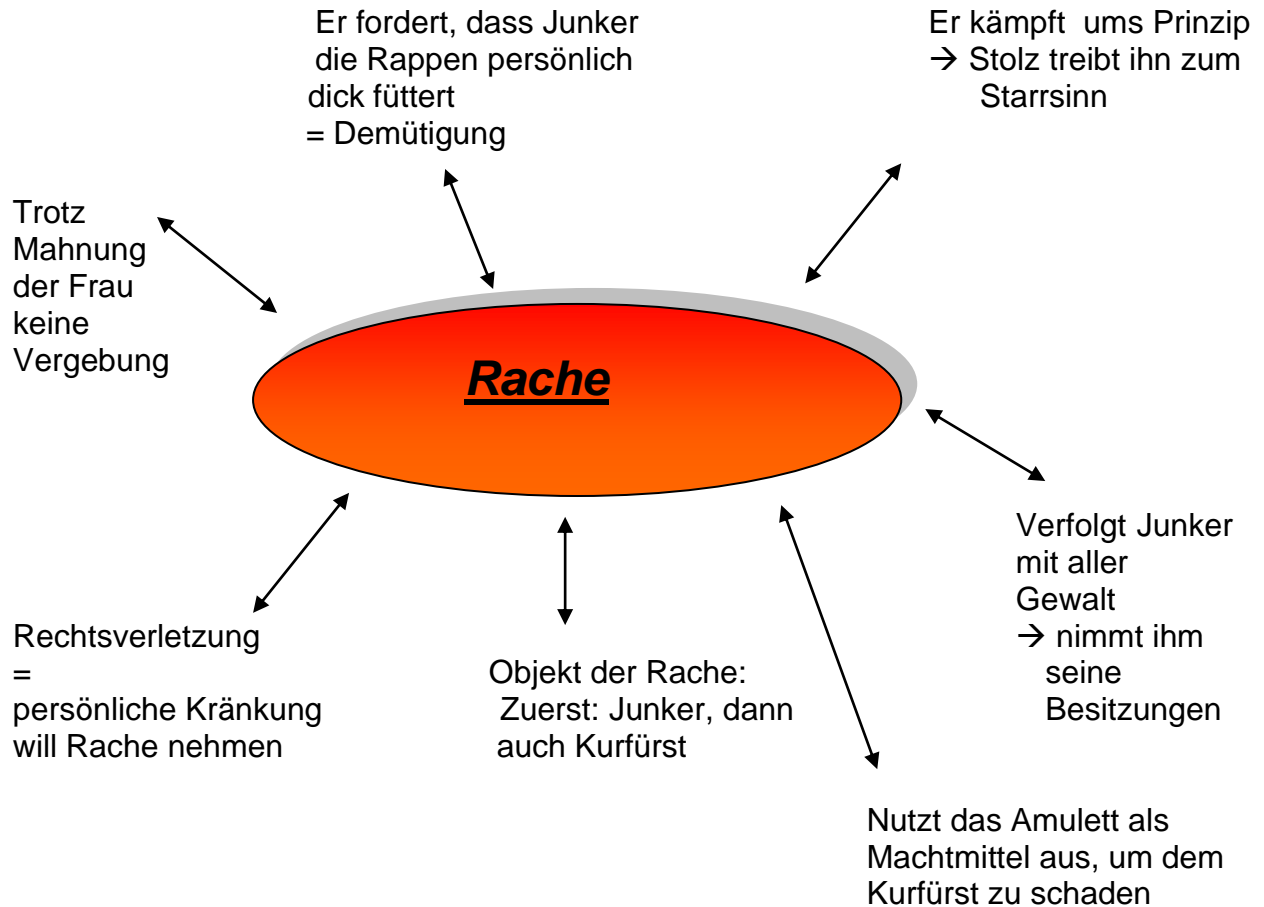 Er fordert, dass Junker
die Rappen persönlich
dick füttert
= Demütigung
Er kämpft ums Prinzip
→ Stolz treibt ihn zum
Starrsinn
Trotz
Mahnung
der Frau
keine
Vergebung
Rache
Verfolgt Junker
mit aller
Gewalt
→ nimmt ihm
seine
Besitzungen
Rechtsverletzung
=
persönliche Kränkung
will Rache nehmen
Objekt der Rache:
Zuerst: Junker, dann
auch Kurfürst
Nutzt das Amulett als
Machtmittel aus, um dem
Kurfürst zu schaden